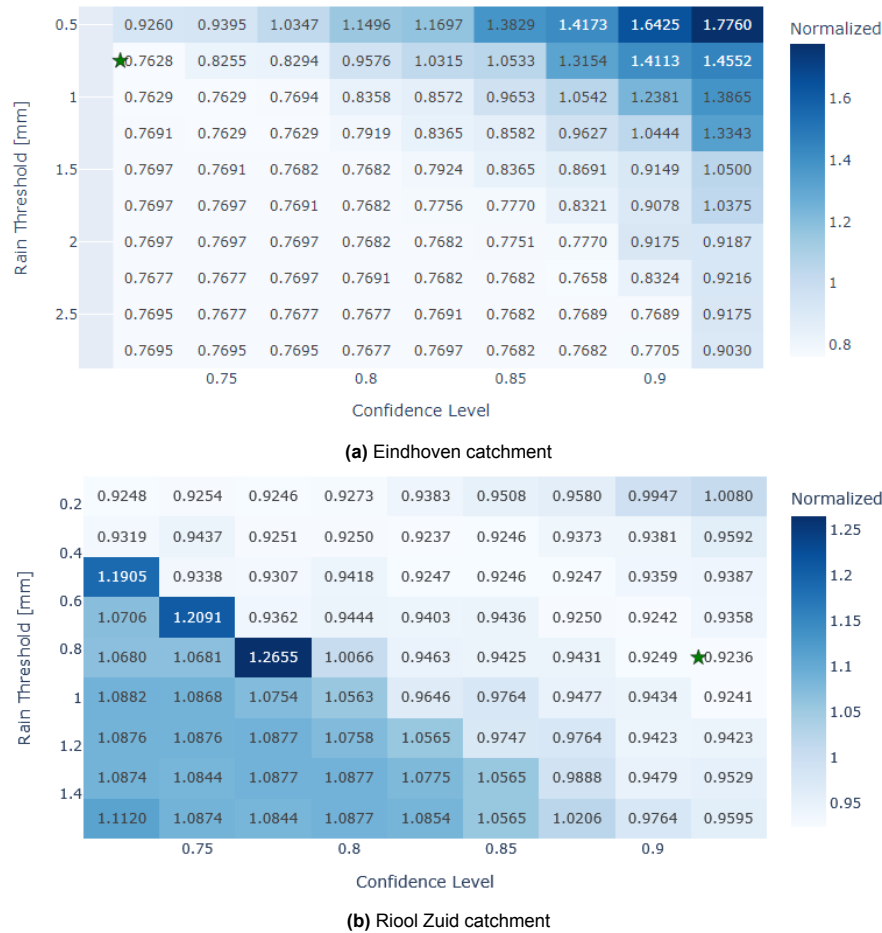 0.5 0.9260 0.9395 1.0347 1.1496 1.1697 1.3829 1.4173 1.6425 1.7760
0.7628 0.8255 0.8294 0.9576 1.0315 1.0533 1.3154 1.4113 1.4552
1 0.7629 0.7629 0.7694 0.8358 0.8572 0.9653 1.0542 1.2381 1.3865
0.7691 0.7629 0.7629 0.7919 0.8365 0.8582 0.9627 1.0444 1.3343
1.5 0.7697 0.7691 0.7682 0.7682 0.7924 0.8365 0.8691 0.9149 1.0500
0.7697 0.7697 0.7691 0.7682 0.7756 0.7770 0.8321 0.9078 1.0375
2 0.7697 0.7697 0.7697 0.7682 0.7682 0.7751 0.7770 0.9175 0.9187
0.7677 0.7677 0.7697 0.7691 0.7682 0.7682 0.7658 0.8324 0.9216
2.5 0.7695 0.7677 0.7677 0.7677 0.7691 0.7682 0.7689 0.7689 0.9175
0.7695 0.7695 0.7695 0.7677 0.7697 0.7682 0.7682 0.7705 0.9030
0.75 0.8 0.85 0.9
Rain Threshold [mm]
Confidence Level
Normalized
1.6
1.4
1.2
1
0.8
(a) Eindhoven catchment
0.2 0.9248 0.9254 0.9246 0.9273 0.9383 0.9508 0.9580 0.9947 1.0080
0.4 0.9319 0.9437 0.9251 0.9250 0.9237 0.9246 0.9373 0.9381 0.9592
1.1905 0.9338 0.9307 0.9418 0.9247 0.9246 0.9247 0.9359 0.9387
0.6 1.0706 1.2091 0.9362 0.9444 0.9403 0.9436 0.9250 0.9242 0.9358
0.8 1.0680 1.0681 1.2655 1.0066 0.9463 0.9425 0.9431 0.9249 0.9236
1 1.0882 1.0868 1.0754 1.0563 0.9646 0.9764 0.9477 0.9434 0.9241
1.2 1.0876 1.0876 1.0877 1.0758 1.0565 0.9747 0.9764 0.9423 0.9423
1.4 1.0874 1.0844 1.0877 1.0877 1.0775 1.0565 0.9888 0.9479 0.9529
1.1120 1.0874 1.0844 1.0877 1.0854 1.0565 1.0206 0.9764 0.9595
0.75 0.8 0.85 0.9
Rain Threshold [mm]
Confidence Level
Normalized
1.25
1.2
1.15
1.1
1.05
1
0.95
(b) Riool Zuid catchment